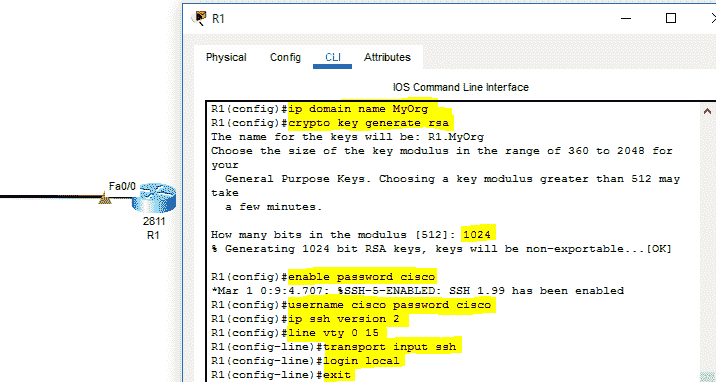 R1
Physical Config CLI Attributes
IOS Command Line Interface
R1(config)#ip domain name MyOrg
R1(config)#crypto key generate rsa
The name for the keys will be: R1.MyOrg
Choose the size of the key modulus in the range of 360 to 2048 for
your
General Purpose Keys. Choosing a key modulus greater than 512 may
take
a few minutes.
How many bits in the modulus [512]: 1024
% Generating 1024 bit RSA keys, keys will be non-exportable...[OK]
R1(config)#enable password cisco
*Mar 1 0:9:4.707: %SSH-5-ENABLED: SSH 1.99 has been enabled
R1(config)#username cisco password cisco
R1(config)#ip ssh version 2
R1(config)#line vty 0 15
R1(config-line)#transport input ssh
R1(config-line)#login local
R1(config-line)#exit
Fa0/0
2811
R1